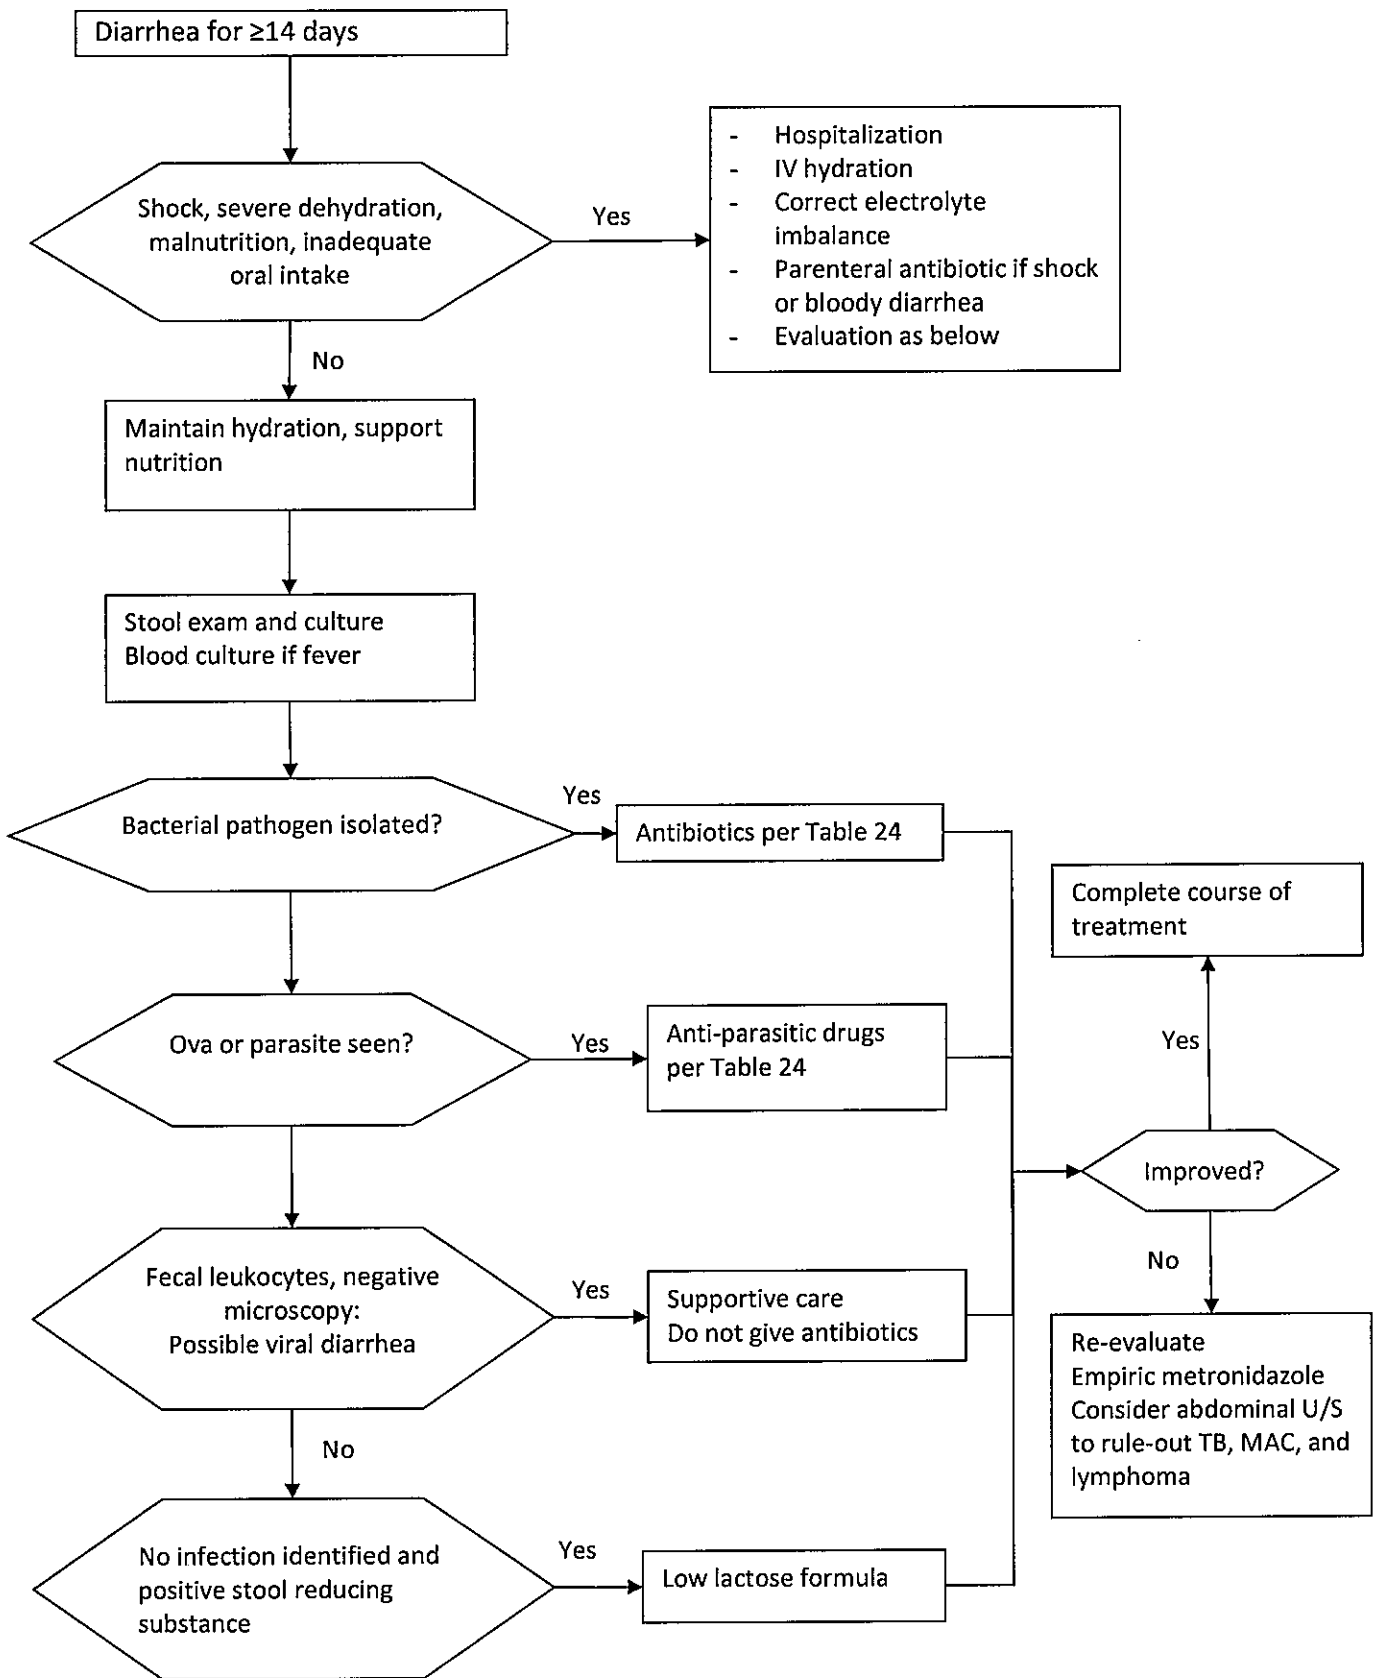 Diarrhea for ≥14 days
Shock, severe dehydration,
malnutrition, inadequate
oral intake
Yes
- Hospitalization
- IV hydration
- Correct electrolyte
imbalance
- Parenteral antibiotic if shock
or bloody diarrhea
- Evaluation as below
No
Maintain hydration, support
nutrition
Stool exam and culture
Blood culture if fever
Bacterial pathogen isolated?
Yes
Antibiotics per Table 24
Ova or parasite seen?
Yes
Anti-parasitic drugs
per Table 24
Fecal leukocytes, negative
microscopy:
Possible viral diarrhea
Yes
Supportive care
Do not give antibiotics
No
No infection identified and
positive stool reducing
substance
Yes
Low lactose formula
Improved?
Yes
Complete course of
treatment
No
Re-evaluate
Empiric metronidazole
Consider abdominal U/S
to rule-out TB, MAC, and
lymphoma